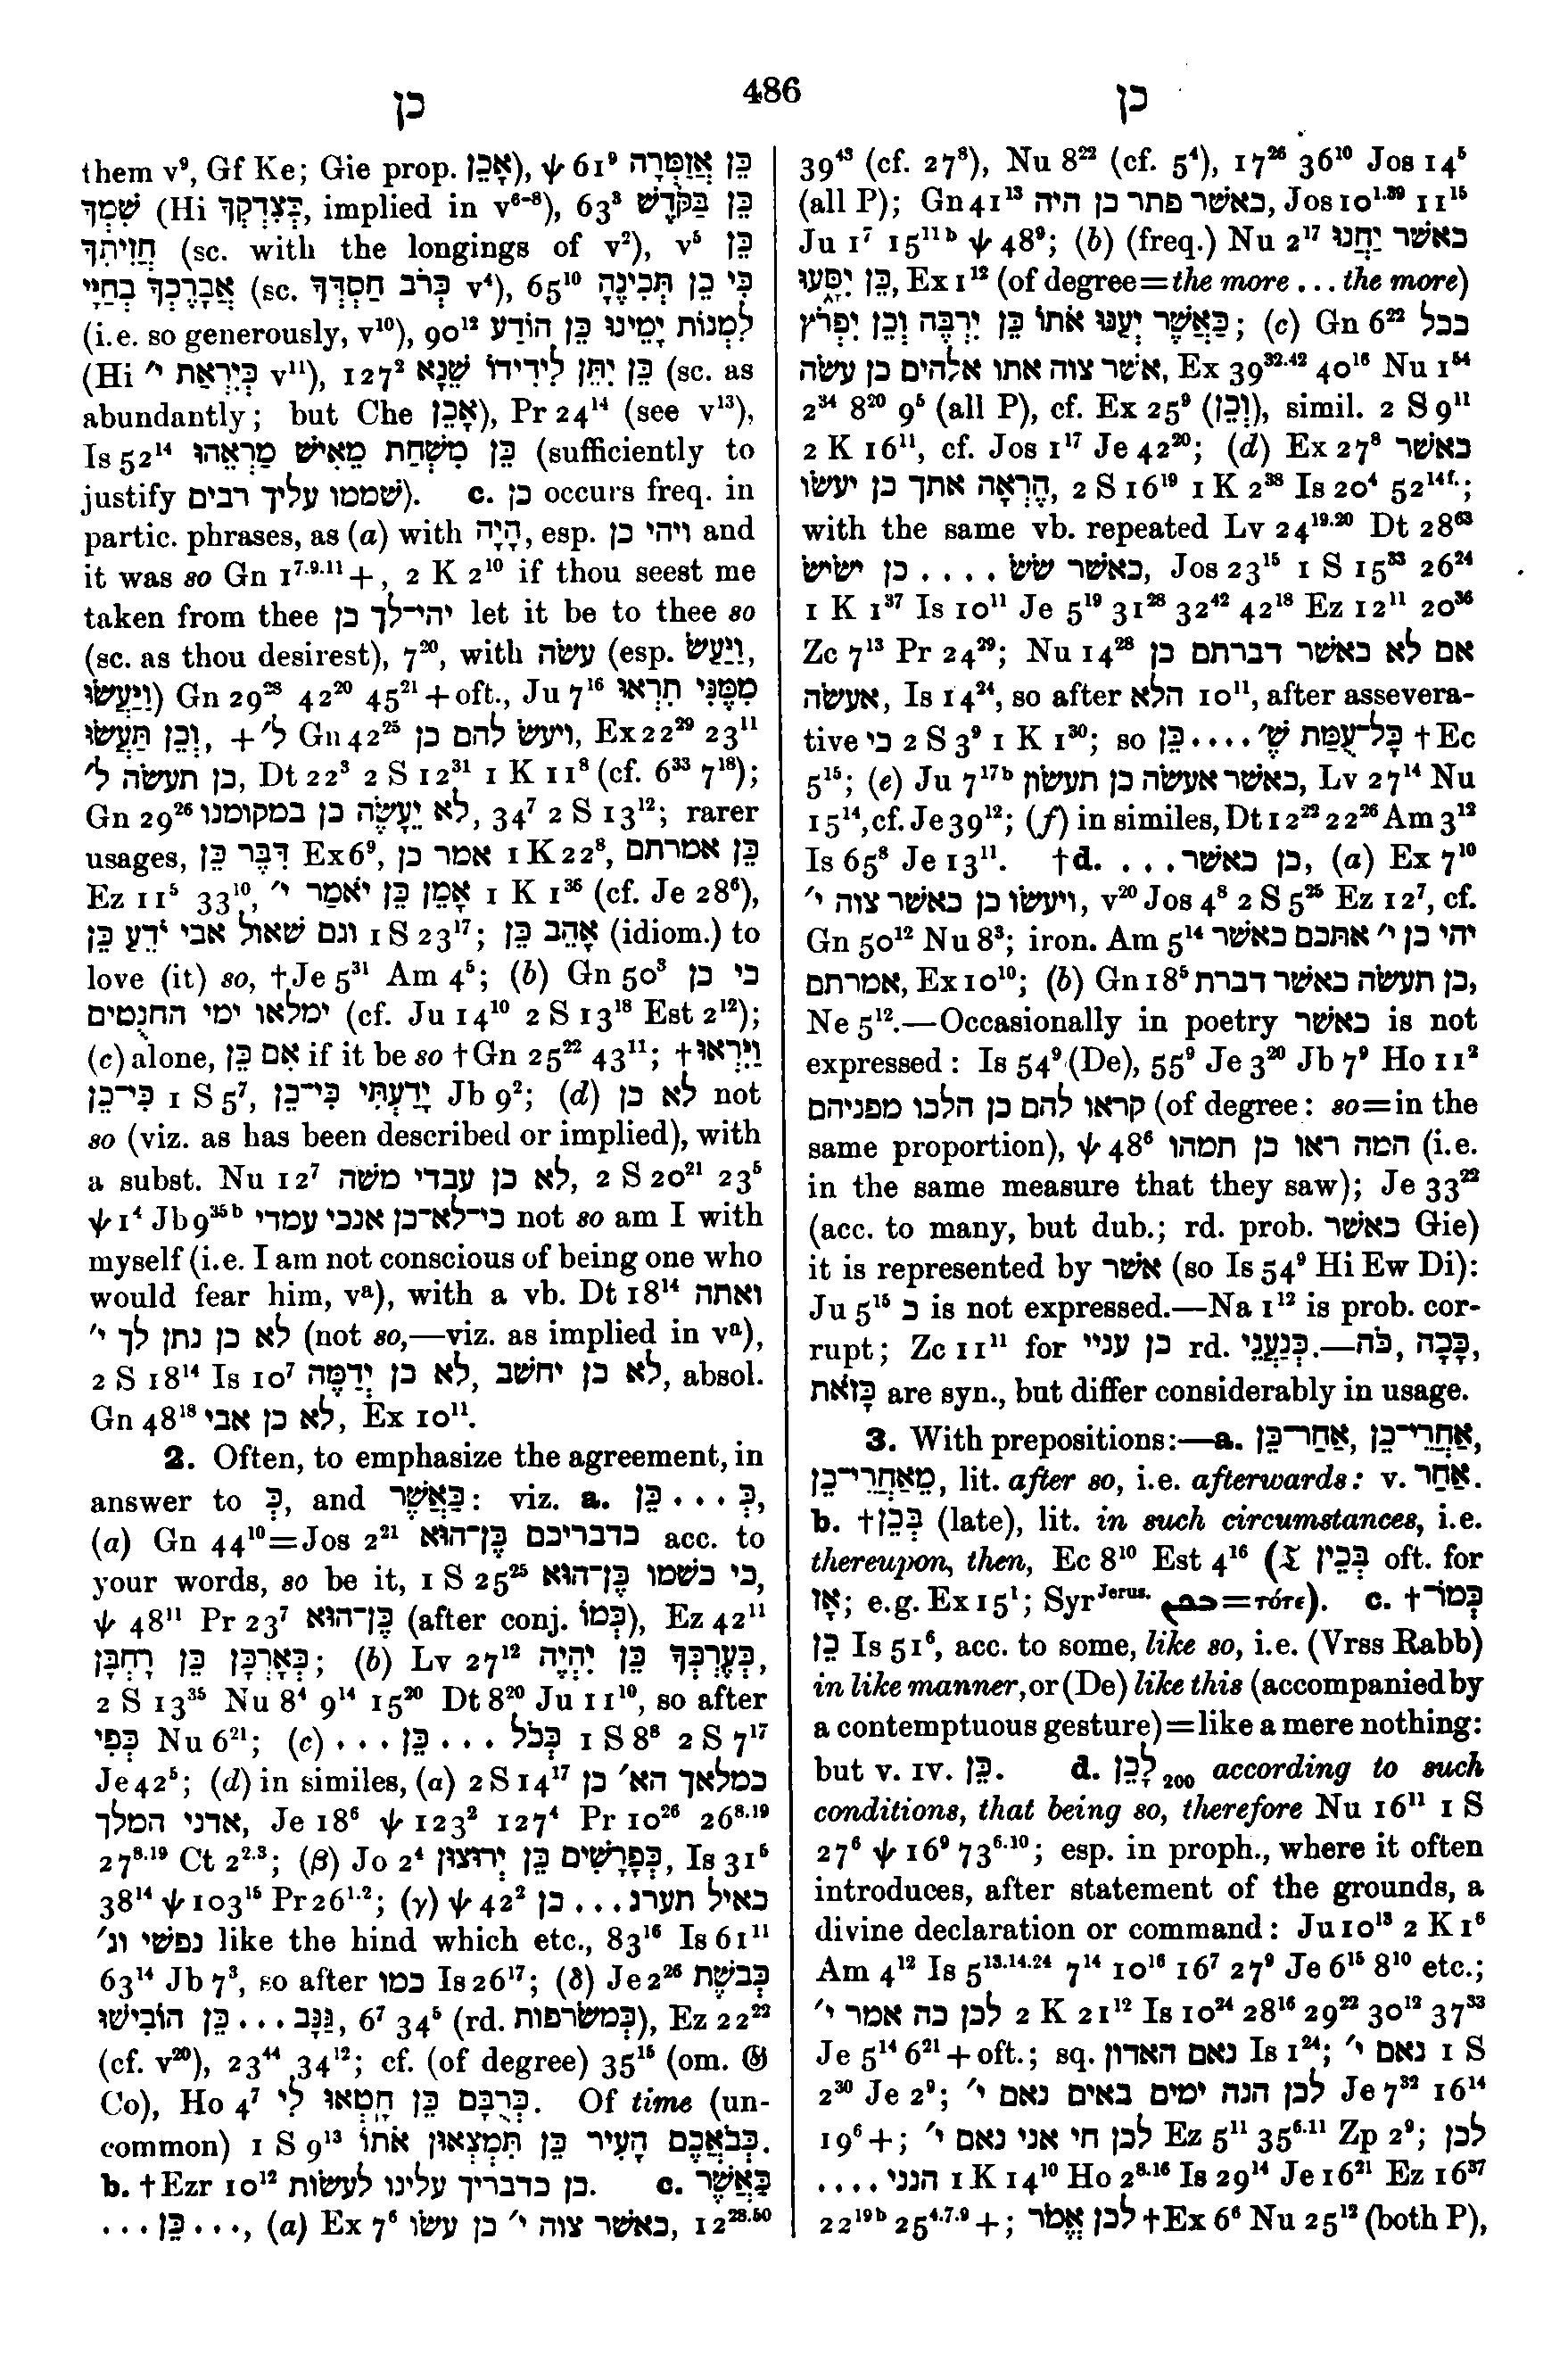 כן 486 כן
them v⁹, Gf Ke; Gie prop. אָכֵן), ψ 61⁹ כֵּן אֲזַמְּרָה
שִׁמְךָ (Hi כְּצִדְקְךָ, implied in v⁶⁻⁸), 63³ כֵּן בַּקֹּדֶשׁ
חֲזִיתִךָ (sc. with the longings of v²), v⁵ כֵּן
אֲבָרֶכְךָ בְחַיָּי (sc. כְּרֹב חַסְדְּךָ v⁴), 65¹⁰ כִּי כֵן תְּכִינֶהָ
(i.e. so generously, v¹⁰), 90¹² לִמְנוֹת יָמֵינוּ כֵּן הוֹדַע
(Hi כְּיִרְאַת י׳ v¹¹), 127² כֵּן יִתֵּן לִידִידוֹ שֵׁנָא (sc. as
abundantly; but Che אָכֵן), Pr 24¹⁴ (see v¹³),
Is 52¹⁴ כֵּן מִשְׁחַת מֵאִישׁ מַרְאֵהוּ (sufficiently to
justify שממו עליך רבים). c. כן occurs freq. in
partic. phrases, as (a) with הָיָה, esp. ויהי כן and
it was so Gn 1⁷·⁹·¹¹+, 2 K 2¹⁰ if thou seest me
taken from thee יהי־לך כן let it be to thee so
(sc. as thou desirest), 7²⁰, with עשׂה (esp. וַיַּעַשׂ,
וַיַּעֲשׂוּ) Gn 29²⁸ 42²⁰ 45²¹+oft., Ju 7¹⁶ מִמֶּנִּי תִרְאוּ
וְכֵן תַּעֲשׂוּ, +ל׳ Gn 42²⁵ ויעשׂ להם כן, Ex 22²⁹ 23¹¹
כן תעשׂה ל׳, Dt 22³ 2 S 12³¹ 1 K 11⁸ (cf. 6³³ 7¹⁸);
Gn 29²⁶ לא יֵעָשֶׂה כן במקומנו, 34⁷ 2 S 13¹²; rarer
usages, דִּבֶּר כֵּן Ex 6⁹, אמר כן 1 K 22⁸, כֵּן אמרתם
Ez 11⁵ 33¹⁰, אָמֵן כֵּן יֹאמַר י׳ 1 K 1³⁶ (cf. Je 28⁶),
וגם שאול אבי יֹדֵעַ כֵּן 1 S 23¹⁷; אָהֵב כֵּן (idiom.) to
love (it) so, †Je 5³¹ Am 4⁵; (b) Gn 50³ כי כן
ימלאו ימי החנֻטים (cf. Ju 14¹⁰ 2 S 13¹⁸ Est 2¹²);
(c) alone, אִם כֵּן if it be so †Gn 25²² 43¹¹; †וַיִּרְאוּ
כִּי־כֵן 1 S 5⁷, יָדַעְתִּי כִּי־כֵן Jb 9²; (d) לא כן not
so (viz. as has been described or implied), with
a subst. Nu 12⁷ לא כן עבדי משׁה, 2 S 20²¹ 23⁵
ψ 1⁴ Jb 9³⁵ᵇ כי־לא־כן אנכי עמדי not so am I with
myself (i.e. I am not conscious of being one who
would fear him, vᵃ), with a vb. Dt 18¹⁴ ואתה
לא כן נתן לך י׳ (not so,—viz. as implied in vᵃ),
2 S 18¹⁴ Is 10⁷ לא כן יחשב, לא כן יְדַמֶּה, absol.
Gn 48¹⁸ לא כן אבי, Ex 10¹¹.
2. Often, to emphasize the agreement, in
answer to כְּ, and כַּאֲשֶׁר: viz. a. כְּ ... כֵּן,
(a) Gn 44¹⁰=Jos 2²¹ כדבריכם כֶּן־הוּא acc. to
your words, so be it, 1 S 25²⁵ כי כשמו כֶּן־הוּא,
ψ 48¹¹ Pr 23⁷ כֶּן־הוּא (after conj. כְּמוֹ), Ez 42¹¹
כְּאָרְכָּן כֵּן רָחְבָּן; (b) Lv 27¹² כְּעֶרְכְּךָ כֵּן יִהְיֶה,
2 S 13³⁵ Nu 8⁴ 9¹⁴ 15²⁰ Dt 8²⁰ Ju 11¹⁰, so after
כְּפִי Nu 6²¹; (c) כְּכֹל ... כֵּן ... 1 S 8⁸ 2 S 7¹⁷
Je 42⁵; (d) in similes, (α) 2 S 14¹⁷ כמלאך הא׳ כן
אדני המלך, Je 18⁶ ψ 123² 127⁴ Pr 10²⁶ 26⁸·¹⁹
27⁸·¹⁹ Ct 2²·³; (β) Jo 2⁴ כְּפָרָשִׁים כֵּן יְרוּצוּן, Is 31⁵
38¹⁴ ψ 103¹⁵ Pr 26¹·²; (γ) ψ 42² כאיל תערג ... כן
נפשׁי וג׳ like the hind which etc., 83¹⁶ Is 61¹¹
63¹⁴ Jb 7³, so after כמו Is 26¹⁷; (δ) Je 2²⁶ כְּבֹשֶׁת
גַּנָּב ... כֵּן הוֹבִישׁוּ, 6⁷ 34⁵ (rd. כְּמשׂרפות), Ez 22²²
(cf. v²⁰), 23⁴⁴ 34¹²; cf. (of degree) 35¹⁵ (om. 𝔊
Co), Ho 4⁷ כְּרֻבָּם כֵּן חָטְאוּ לִי. Of time (un-
common) 1 S 9¹³ כְּבֹאֲכֶם הָעִיר כֵּן תִּמְצְאוּן אֹתוֹ.
b. †Ezr 10¹² כן כדבריך עלינו לעשׂות. c. כַּאֲשֶׁר
... כֵּן ..., (a) Ex 7⁶ כאשר צוה י׳ כן עשׂו, 12²⁸·⁵⁰
39⁴³ (cf. 27⁸), Nu 8²² (cf. 5⁴), 17²⁶ 36¹⁰ Jos 14⁵
(all P); Gn 41¹³ כאשר פתר כן היה, Jos 10¹·³⁹ 11¹⁵
Ju 1⁷ 15¹¹ᵇ ψ 48⁹; (b) (freq.) Nu 2¹⁷ כאשר יַחֲנוּ
כֵּן יִסָּעוּ, Ex 1¹² (of degree=the more ... the more)
כַּאֲשֶׁר יְעַנּוּ אֹתוֹ כֵּן יִרְבֶּה וְכֵן יִפְרֹץ; (c) Gn 6²² ככל
אשר צוה אתו אלהים כן עשׂה, Ex 39³²·⁴² 40¹⁶ Nu 1⁵⁴
2³⁴ 8²⁰ 9⁵ (all P), cf. Ex 25⁹ (וְכֵן), simil. 2 S 9¹¹
2 K 16¹¹, cf. Jos 1¹⁷ Je 42²⁰; (d) Ex 27⁸ כאשר
הֶרְאָה אתך כן יעשׂו, 2 S 16¹⁹ 1 K 2³⁸ Is 20⁴ 52¹⁴ᶠ·;
with the same vb. repeated Lv 24¹⁹·²⁰ Dt 28⁶³
כאשר שׂשׂ .... כן ישׂישׂ, Jos 23¹⁵ 1 S 15³³ 26²⁴
1 K 1³⁷ Is 10¹¹ Je 5¹⁹ 31²⁸ 32⁴² 42¹⁸ Ez 12¹¹ 20³⁶
Zc 7¹³ Pr 24²⁹; Nu 14²⁸ אם לא כאשר דברתם כן
אעשׂה, Is 14²⁴, so after הלא 10¹¹, after assevera-
tive כי 2 S 3⁹ 1 K 1³⁰; so כָּל־עֻמַּת שֶׁ׳ .... כֵּן †Ec
5¹⁵; (e) Ju 7¹⁷ᵇ כאשר אעשׂה כן תעשׂון, Lv 27¹⁴ Nu
15¹⁴, cf. Je 39¹²; (f) in similes, Dt 12²² 22²⁶ Am 3¹²
Is 65⁸ Je 13¹¹. †d. ... כן כאשר, (a) Ex 7¹⁰
ויעשׂו כן כאשר צוה י׳, v²⁰ Jos 4⁸ 2 S 5²⁵ Ez 12⁷, cf.
Gn 50¹² Nu 8³; iron. Am 5¹⁴ יהי כן י׳ אתכם כאשר
אמרתם, Ex 10¹⁰; (b) Gn 18⁵ כן תעשׂה כאשר דברת,
Ne 5¹².—Occasionally in poetry כאשר is not
expressed: Is 54⁹ (De), 55⁹ Je 3²⁰ Jb 7⁹ Ho 11²
קראו להם כן הלכו מפניהם (of degree: so=in the
same proportion), ψ 48⁶ המה ראו כן תמהו (i.e.
in the same measure that they saw); Je 33²²
(acc. to many, but dub.; rd. prob. כאשר Gie)
it is represented by אשר (so Is 54⁹ Hi Ew Di):
Ju 5¹⁵ כ is not expressed.—Na 1¹² is prob. cor-
rupt; Zc 11¹¹ for כן עניי rd. כְּנַעֲנֵי.—כֹּה, כָּכָה,
כָּזֹאת are syn., but differ considerably in usage.
3. With prepositions:—a. אַחַר־כֵּן, אַחֲרֵי־כֵן,
מֵאַחֲרֵי־כֵן, lit. after so, i.e. afterwards: v. אַחַר.
b. †בְּכֵן (late), lit. in such circumstances, i.e.
thereupon, then, Ec 8¹⁰ Est 4¹⁶ (𝔗 בְּכֵין oft. for
אָז; e.g. Ex 15¹; Syrᴶᵉʳᵘˢ· ܒܟܝܢ=τότε). c. †כְּמוֹ־
כֵן Is 51⁶, acc. to some, like so, i.e. (Vrss Rabb)
in like manner, or (De) like this (accompanied by
a contemptuous gesture)=like a mere nothing:
but v. IV. כֵּן. d. לָכֵן₂₀₀ according to such
conditions, that being so, therefore Nu 16¹¹ 1 S
27⁶ ψ 16⁹ 73⁶·¹⁰; esp. in proph., where it often
introduces, after statement of the grounds, a
divine declaration or command: Ju 10¹³ 2 K 1⁶
Am 4¹² Is 5¹³·¹⁴·²⁴ 7¹⁴ 10¹⁶ 16⁷ 27⁹ Je 6¹⁵ 8¹⁰ etc.;
לכן כה אמר י׳ 2 K 21¹² Is 10²⁴ 28¹⁶ 29²² 30¹² 37³³
Je 5¹⁴ 6²¹+oft.; sq. נאם האדון Is 1²⁴; נאם י׳ 1 S
2³⁰ Je 2⁹; לכן הנה ימים באים נאם י׳ Je 7³² 16¹⁴
19⁶+; לכן חי אני נאם י׳ Ez 5¹¹ 35⁶·¹¹ Zp 2⁹; לכן
הנני .... 1 K 14¹⁰ Ho 2⁸·¹⁶ Is 29¹⁴ Je 16²¹ Ez 16³⁷
22¹⁹ᵇ 25⁴·⁷·⁹+; לכן אֱמֹר †Ex 6⁶ Nu 25¹² (both P),